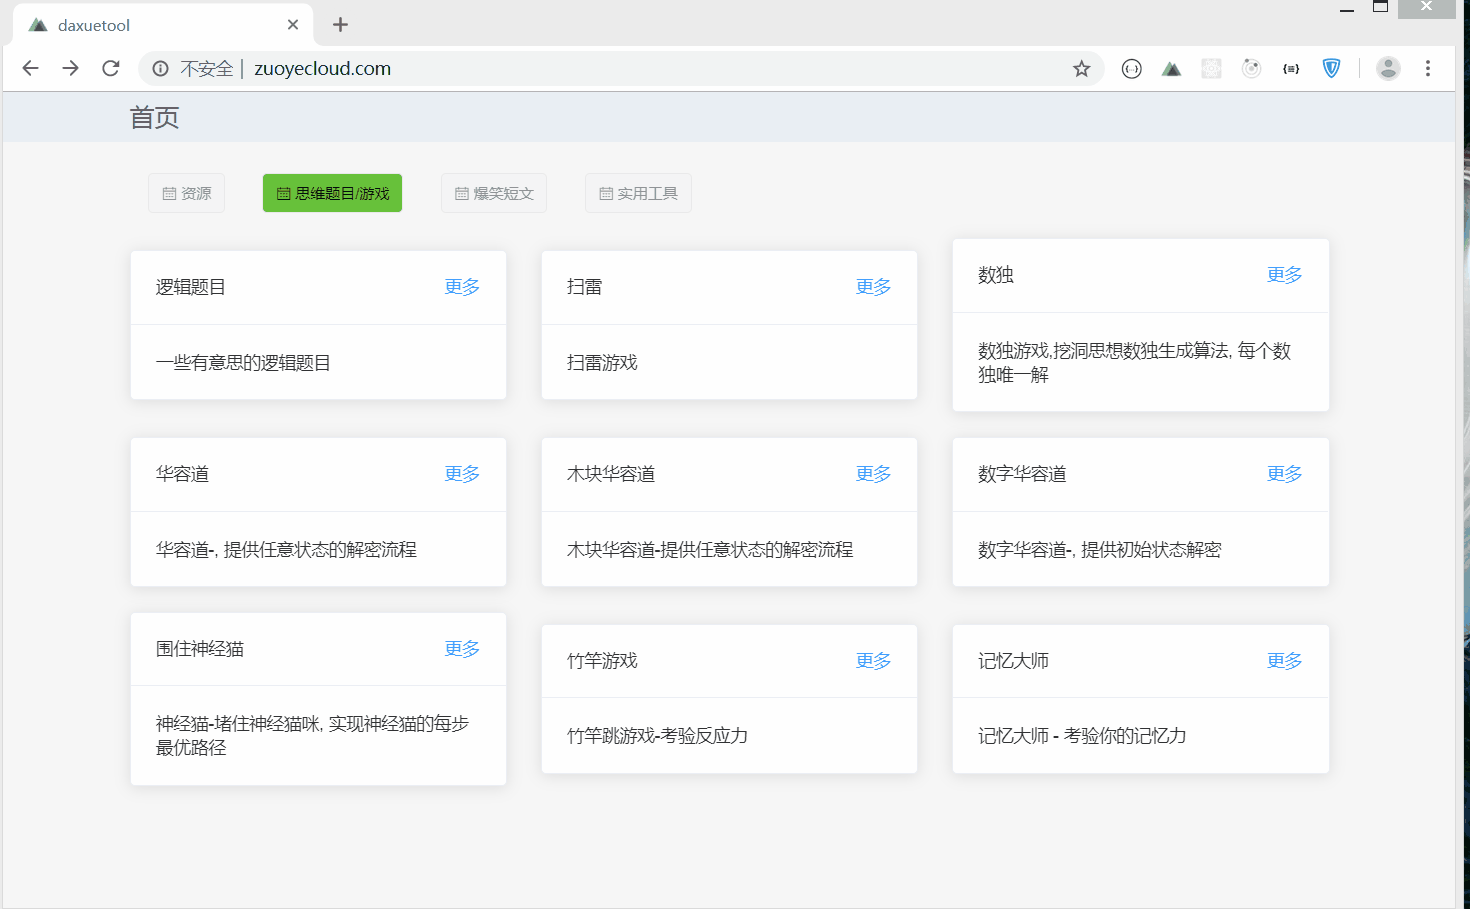 daxuetool
不安全 | zuoyecloud.com
首页
资源 思维题目/游戏 爆笑短文 实用工具
逻辑题目 更多
一些有意思的逻辑题目
扫雷 更多
扫雷游戏
数独 更多
数独游戏,挖洞思想数独生成算法, 每个数
独唯一解
华容道 更多
华容道-, 提供任意状态的解密流程
木块华容道 更多
木块华容道-提供任意状态的解密流程
数字华容道 更多
数字华容道-, 提供初始状态解密
围住神经猫 更多
神经猫-堵住神经猫咪, 实现神经猫的每步
最优路径
竹竿游戏 更多
竹竿跳游戏-考验反应力
记忆大师 更多
记忆大师 - 考验你的记忆力